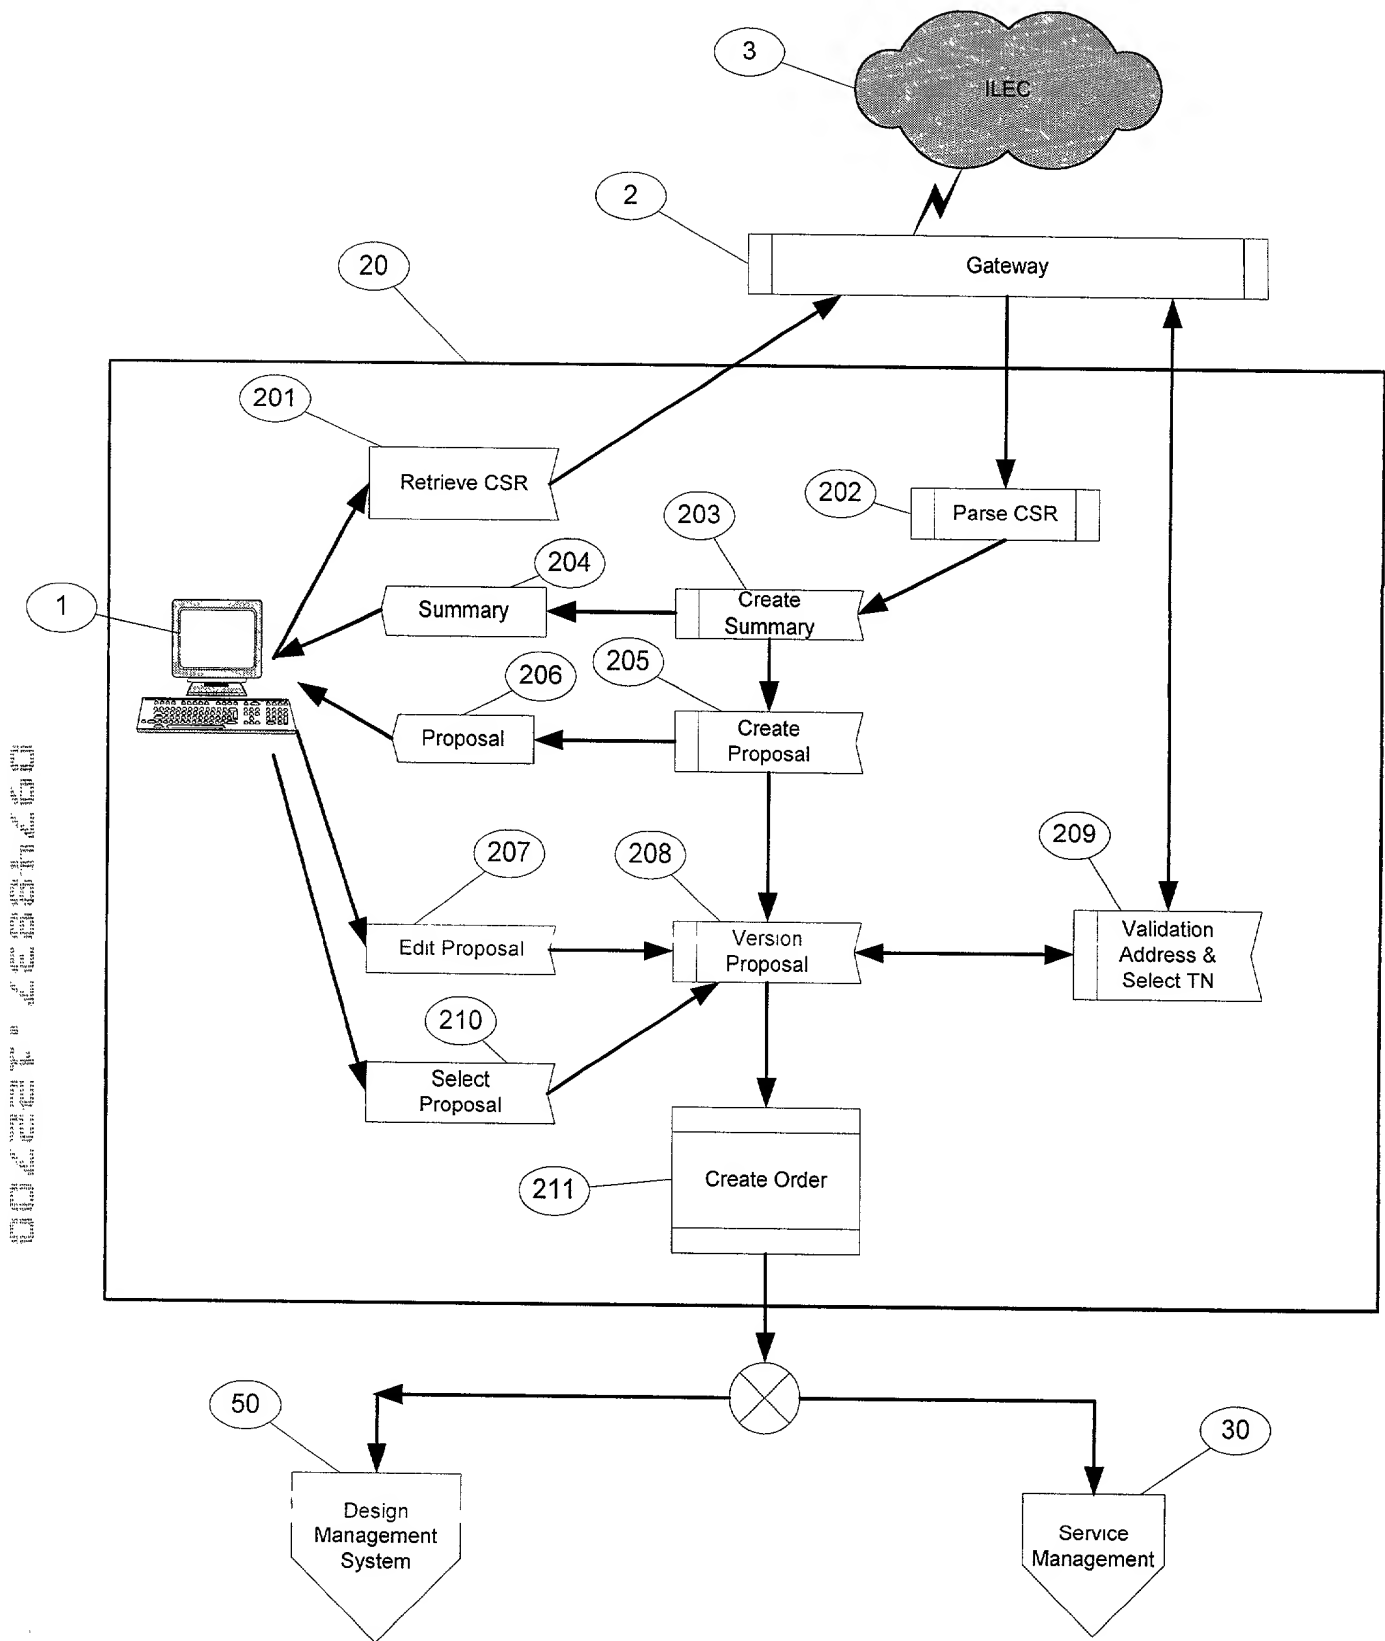 3
ILEC
2
Gateway
20
201
Retrieve CSR
202
Parse CSR
203
204
Create
Summary
Summary
1
205
206
Create
Proposal
Proposal
209
207
208
Validation
Address &
Select TN
Edit Proposal
Version
Proposal
210
Select
Proposal
Create Order
211
50
30
Design
Management
System
Service
Management